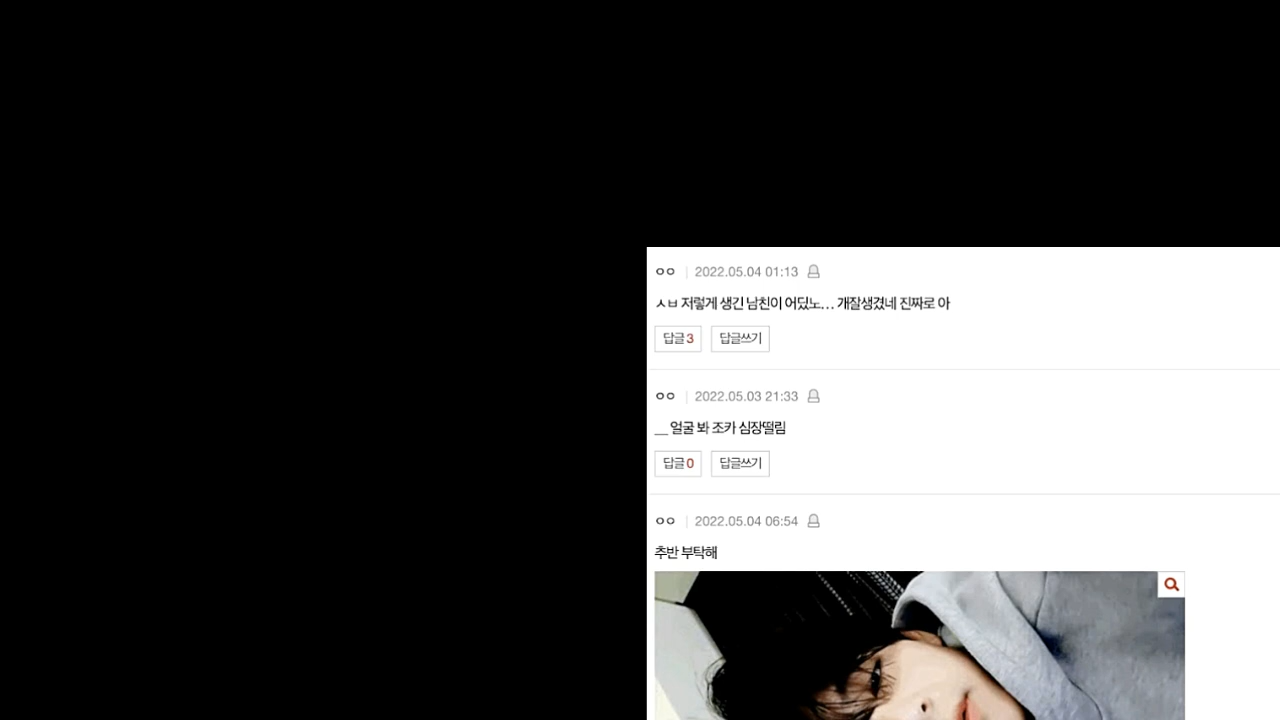 ㅇㅇ | 2022.05.04 01:13
ㅅㅂ 저렇게 생긴 남친이 어딨노... 개잘생겼네 진짜로 아
답글 3 답글쓰기
ㅇㅇ | 2022.05.03 21:33
__ 얼굴 봐 조카 심장떨림
답글 0 답글쓰기
ㅇㅇ | 2022.05.04 06:54
추반 부탁해